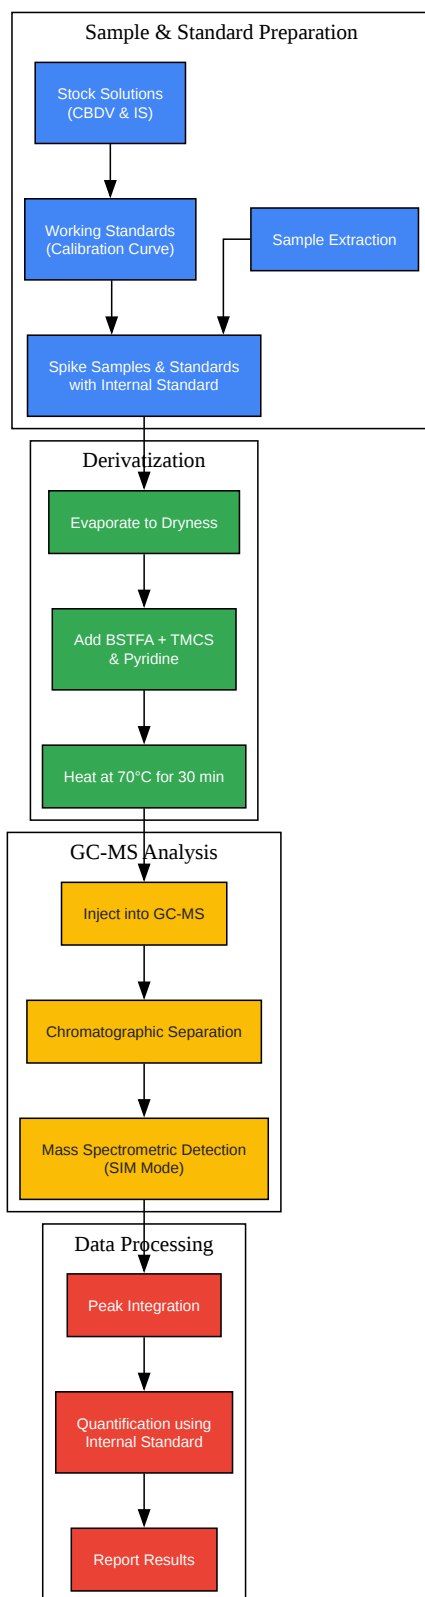 Sample & Standard Preparation
Stock Solutions
(CBDV & IS)
Working Standards
(Calibration Curve)
Sample Extraction
Spike Samples & Standards
with Internal Standard
Derivatization
Evaporate to Dryness
Add BSTFA + TMCS
& Pyridine
Heat at 70°C for 30 min
GC-MS Analysis
Inject into GC-MS
Chromatographic Separation
Mass Spectrometric Detection
(SIM Mode)
Data Processing
Peak Integration
Quantification using
Internal Standard
Report Results